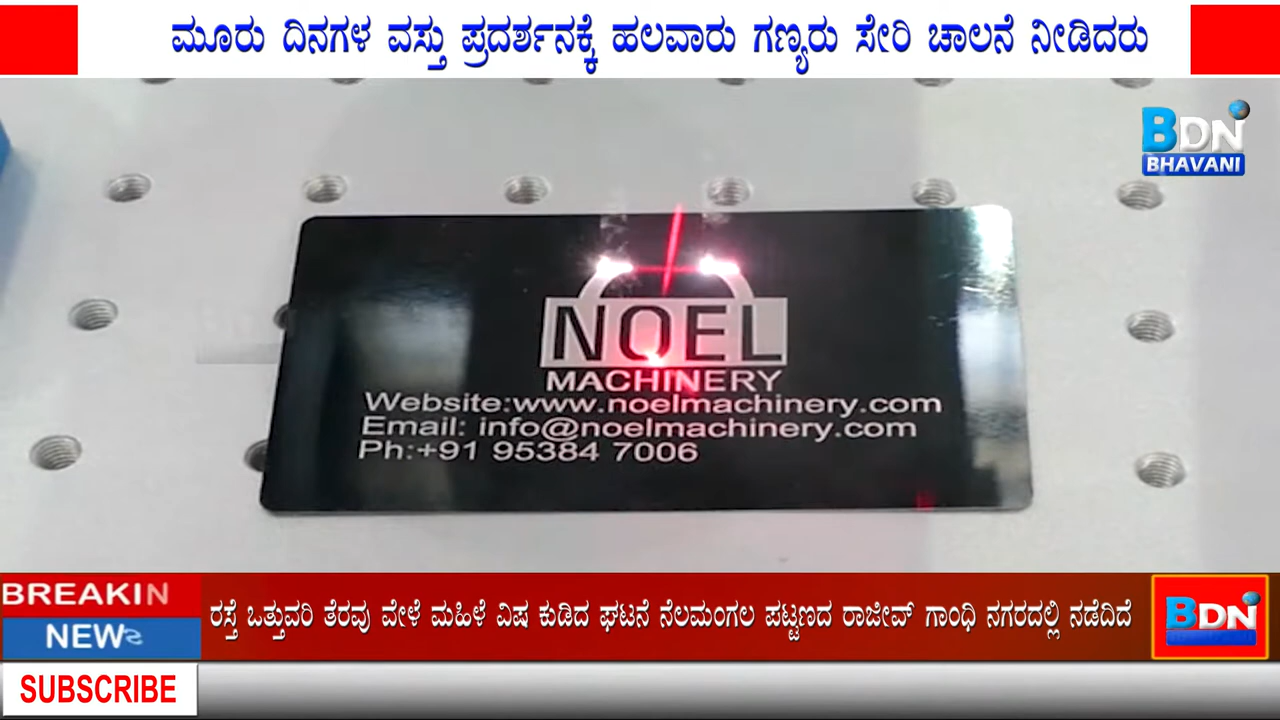 ಮೂರು ದಿನಗಳ ವಸ್ತು ಪ್ರದರ್ಶನಕ್ಕೆ ಹಲವಾರು ಗಣ್ಯರು ಸೇರಿ ಚಾಲನೆ ನೀಡಿದರು
BDN
BHAVANI
NOEL
MACHINERY
Website:www.noelmachinery.com
Email: info@noelmachinery.com
Ph:+91 95384 7006
BREAKIN
NEWS
ರಸ್ತೆ ಒತ್ತುವರಿ ತೆರವು ವೇಳೆ ಮಹಿಳೆ ವಿಷ ಕುಡಿದ ಘಟನೆ ನೆಲಮಂಗಲ ಪಟ್ಟಣದ ರಾಜೀವ್ ಗಾಂಧಿ ನಗರದಲ್ಲಿ ನಡೆದಿದೆ
BDN
SUBSCRIBE